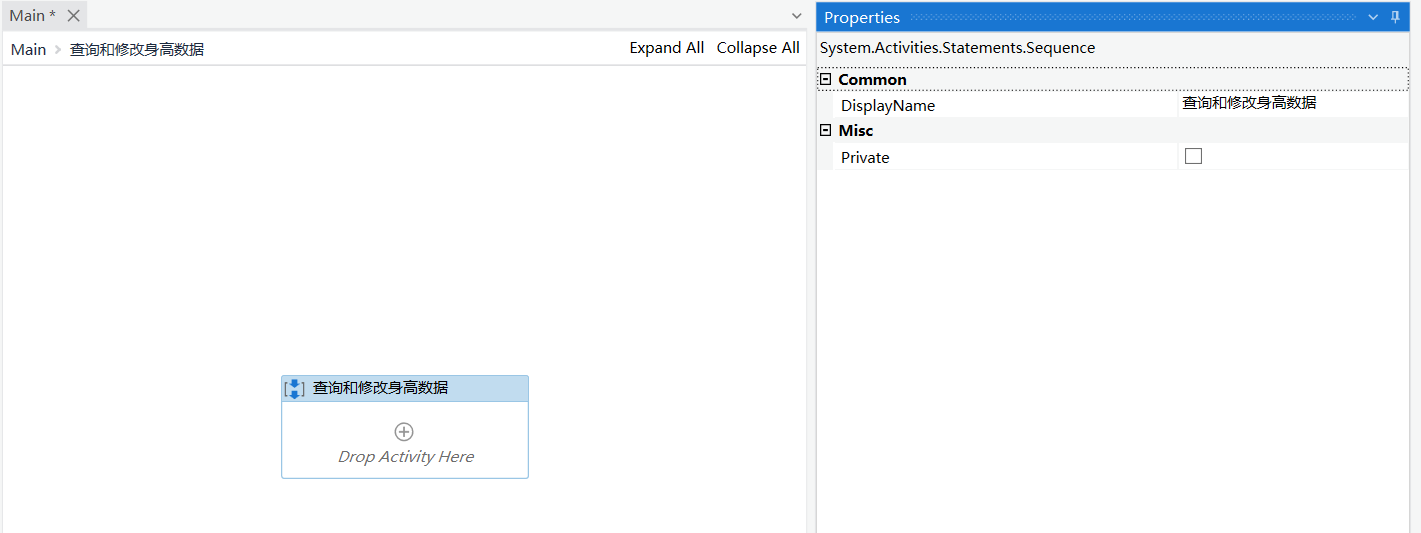 Main *
Main > 查询和修改身高数据
Expand All Collapse All
查询和修改身高数据
Drop Activity Here
Properties
System.Activities.Statements.Sequence
Common
DisplayName 查询和修改身高数据
Misc
Private